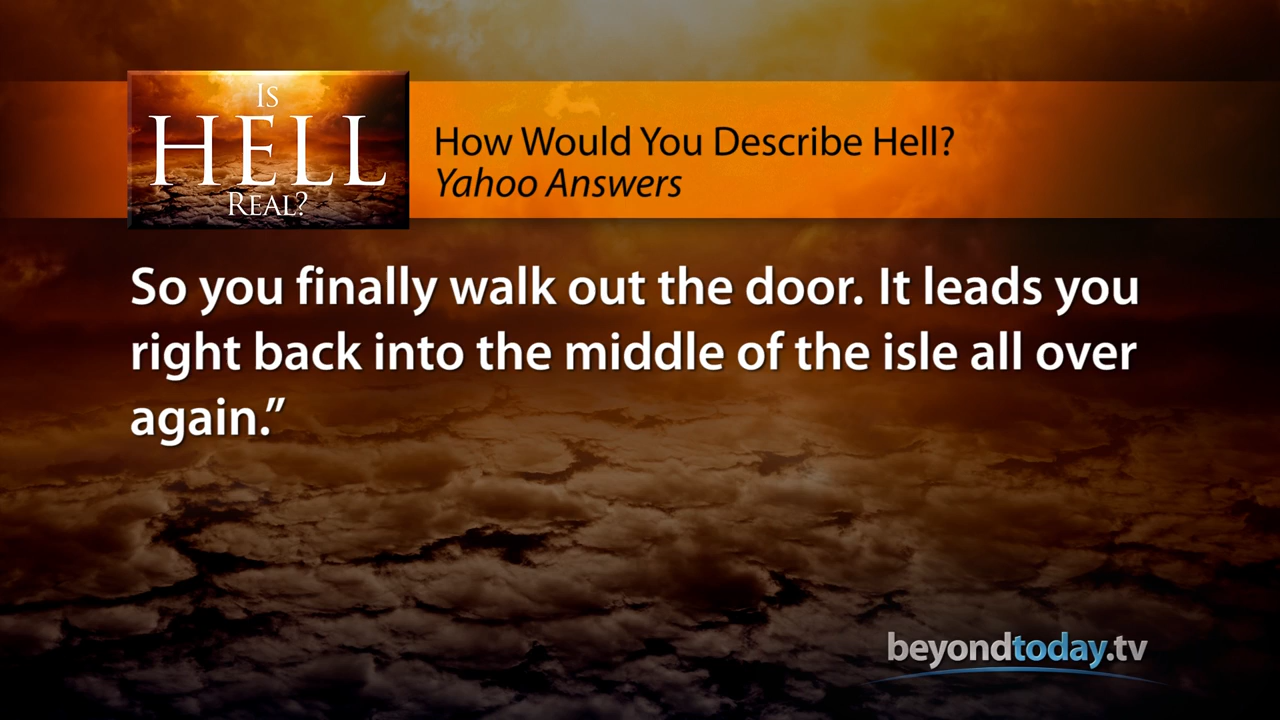 Is
HELL
REAL?
How Would You Describe Hell?
Yahoo Answers
So you finally walk out the door. It leads you
right back into the middle of the isle all over
again.”
beyondtoday.tv